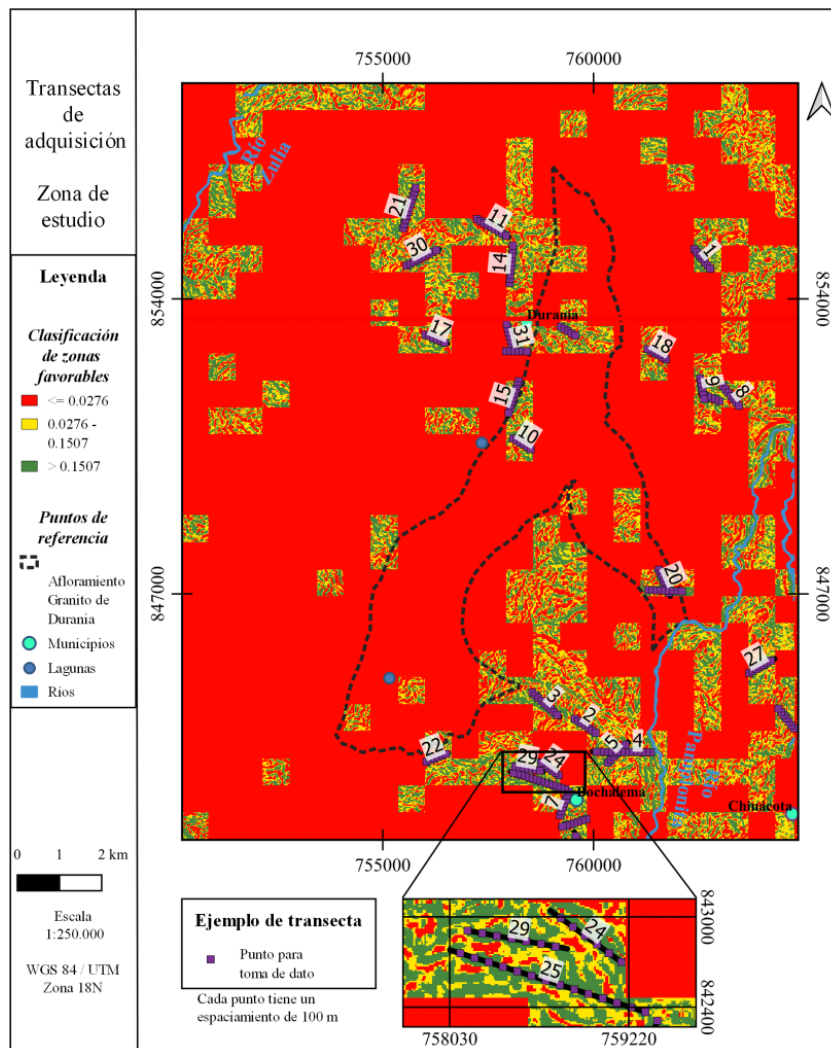 Transectas
de
adquisición
Zona de
estudio
Leyenda
Clasificación
de zonas
favorables
<= 0.0276
0.0276 -
0.1507
> 0.1507
Puntos de
referencia
Afloramiento
Granito de
Durania
Municipios
Lagunas
Ríos
0 1 2 km
Escala
1:250.000
WGS 84 / UTM
Zona 18N
755000 760000
Río
Zulia
21
11
30
14
1
854000
854000
Durania
17
31
18
15
9
8
10
20
847000
847000
27
3
2
5
4
22
29
24
Río
Pamplonita
7
Bochalema
Chinacota
755000 760000
Ejemplo de transecta
Punto para
toma de dato
Cada punto tiene un
espaciamiento de 100 m
29
24
25
843000
842400
758030 759220